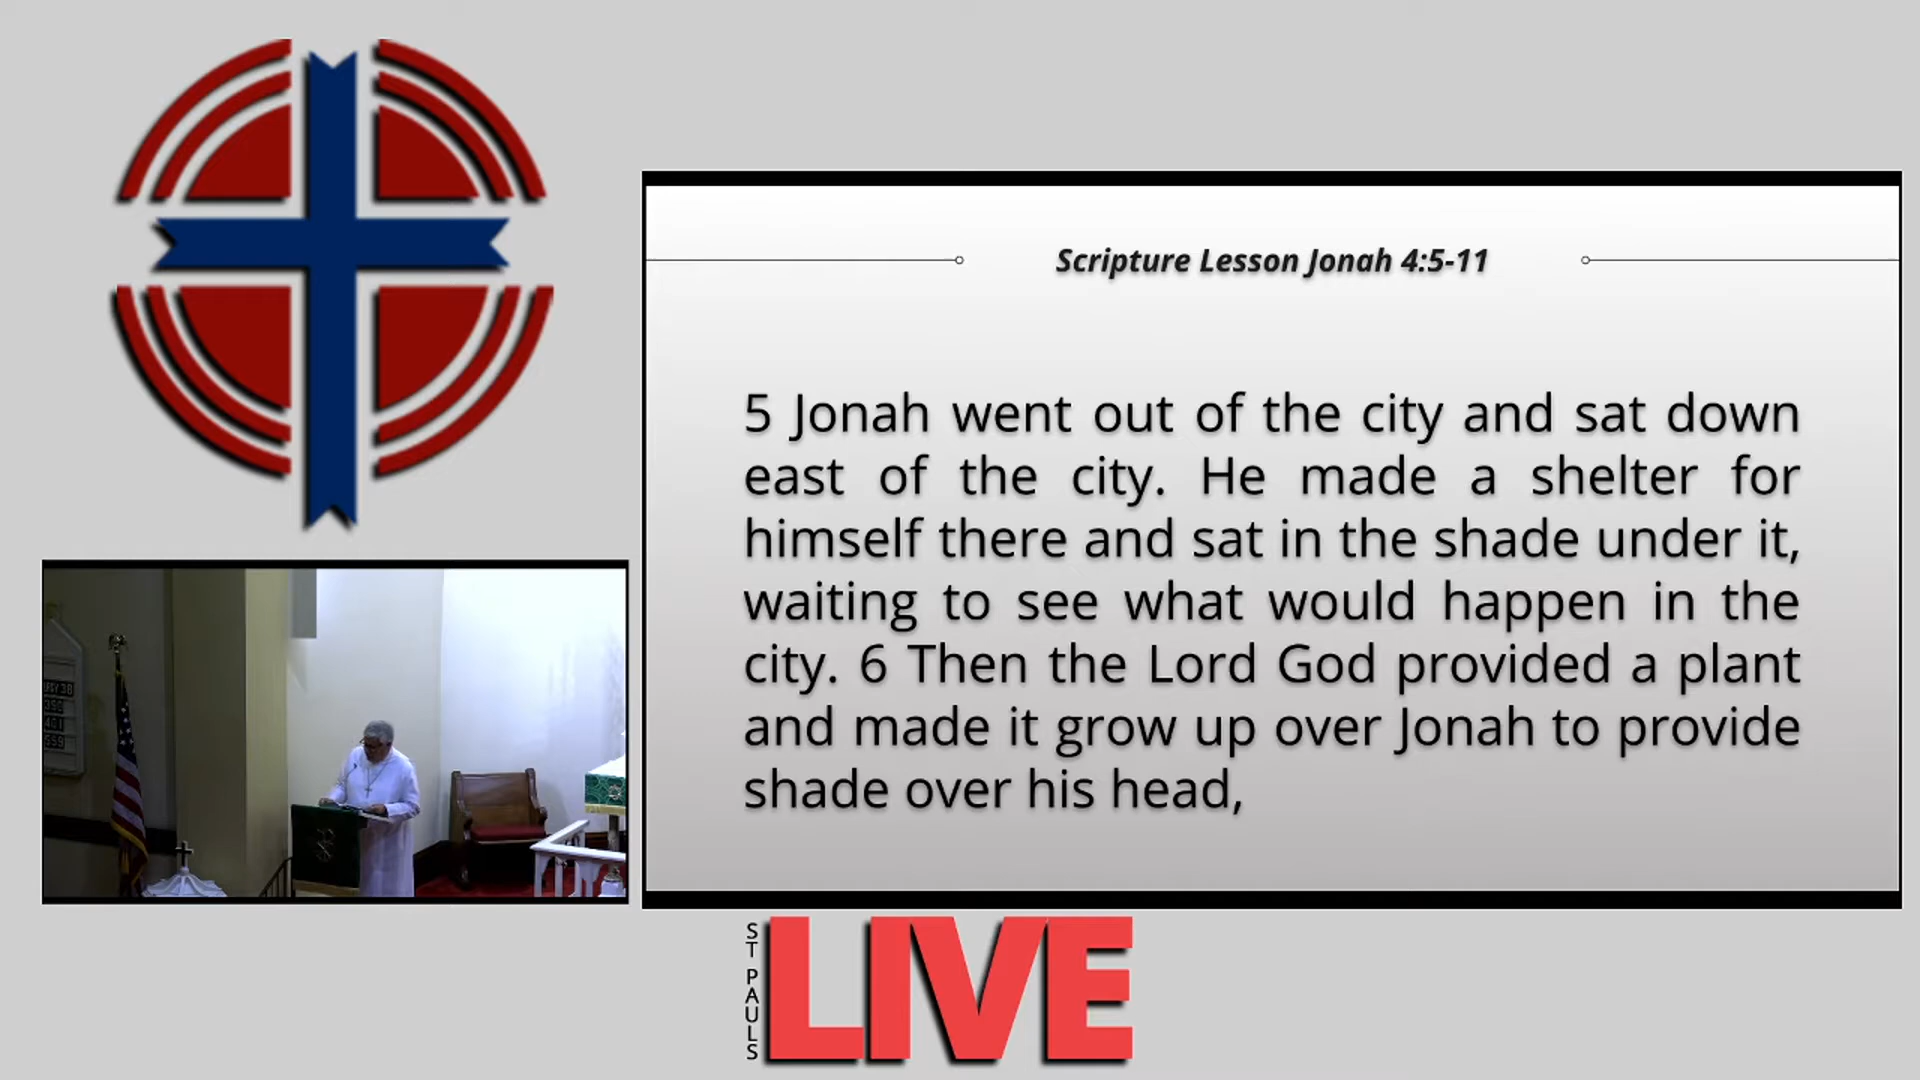 Scripture Lesson Jonah 4:5-11
5 Jonah went out of the city and sat down
east of the city. He made a shelter for
himself there and sat in the shade under it,
waiting to see what would happen in the
city. 6 Then the Lord God provided a plant
and made it grow up over Jonah to provide
shade over his head,
ST PAULS
LIVE